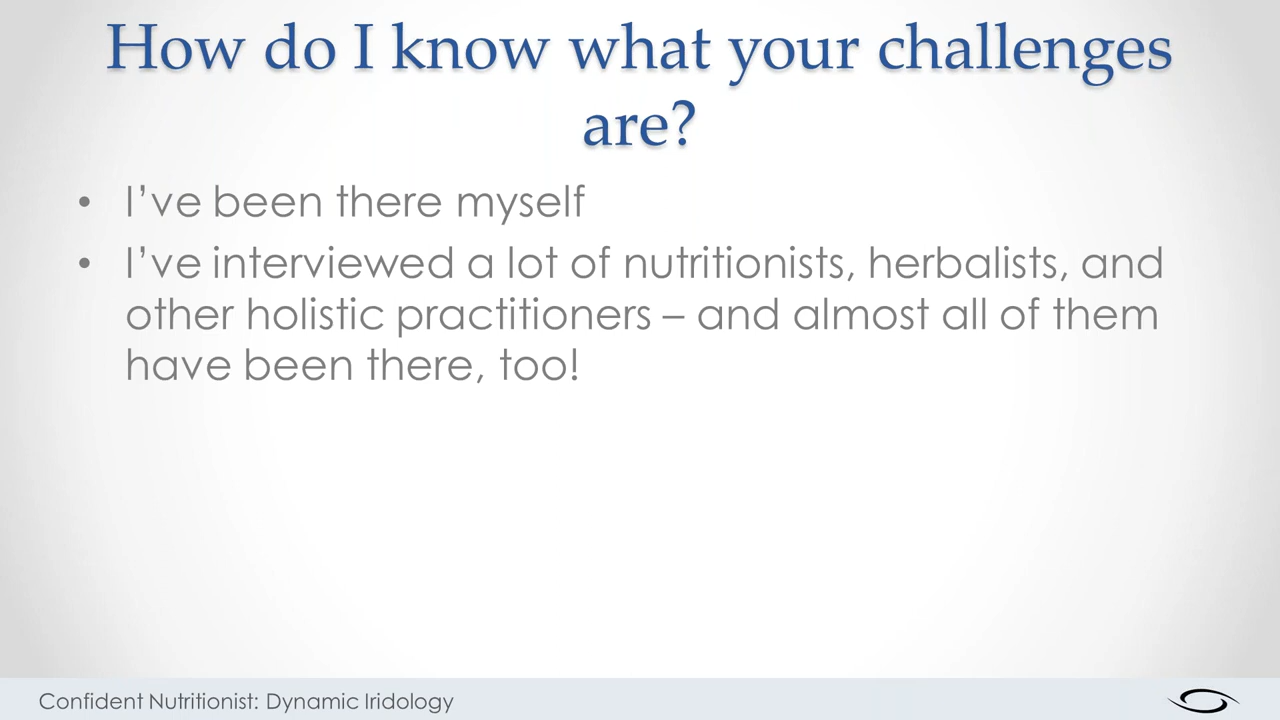 How do I know what your challenges
are?
• I’ve been there myself
• I’ve interviewed a lot of nutritionists, herbalists, and
other holistic practitioners – and almost all of them
have been there, too!
Confident Nutritionist: Dynamic Iridology